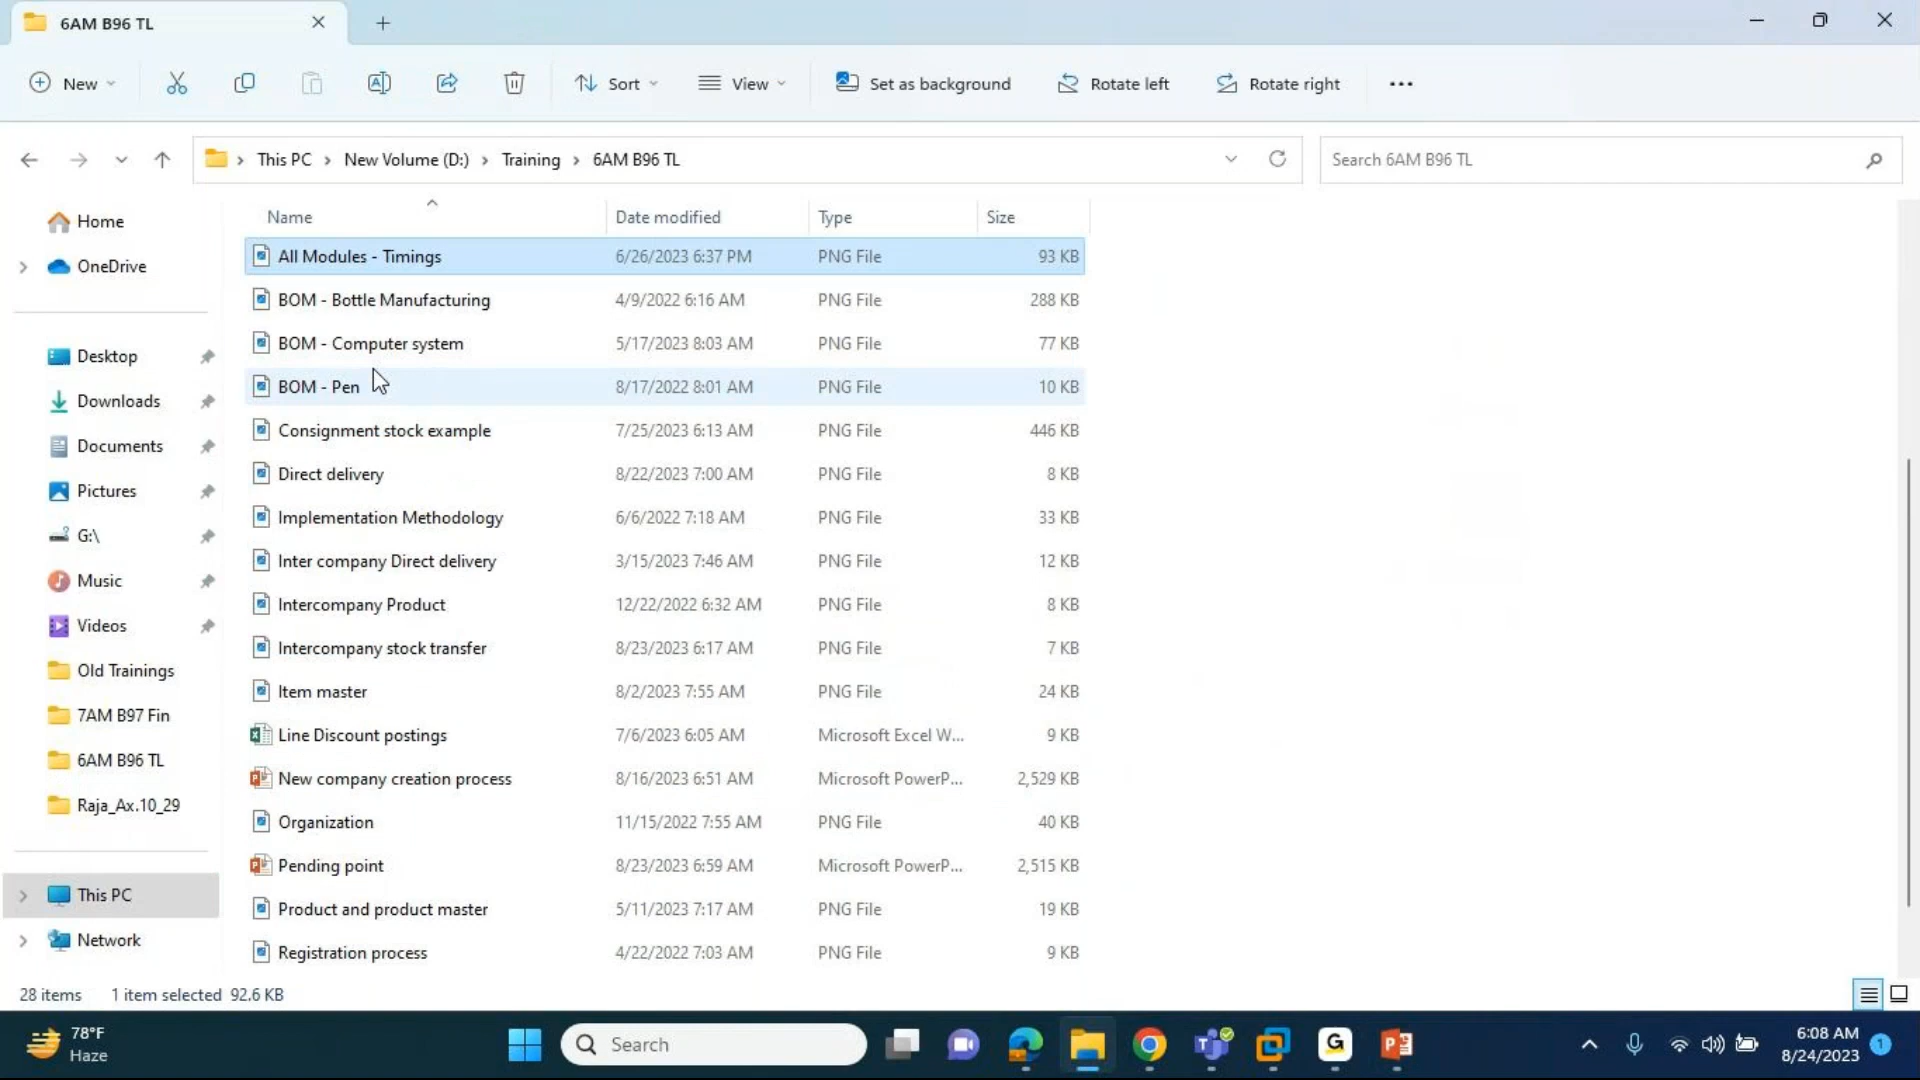 6AM B96 TL
New
Sort
View
Set as background
Rotate left
Rotate right
This PC > New Volume (D:) > Training > 6AM B96 TL
Search 6AM B96 TL
Home
OneDrive
Desktop
Downloads
Documents
Pictures
G:\
Music
Videos
Old Trainings
7AM B97 Fin
6AM B96 TL
Raja_Ax.10_29
This PC
Network
Name Date modified Type Size
All Modules - Timings 6/26/2023 6:37 PM PNG File 93 KB
BOM - Bottle Manufacturing 4/9/2022 6:16 AM PNG File 288 KB
BOM - Computer system 5/17/2023 8:03 AM PNG File 77 KB
BOM - Pen 8/17/2022 8:01 AM PNG File 10 KB
Consignment stock example 7/25/2023 6:13 AM PNG File 446 KB
Direct delivery 8/22/2023 7:00 AM PNG File 8 KB
Implementation Methodology 6/6/2022 7:18 AM PNG File 33 KB
Inter company Direct delivery 3/15/2023 7:46 AM PNG File 12 KB
Intercompany Product 12/22/2022 6:32 AM PNG File 8 KB
Intercompany stock transfer 8/23/2023 6:17 AM PNG File 7 KB
Item master 8/2/2023 7:55 AM PNG File 24 KB
Line Discount postings 7/6/2023 6:05 AM Microsoft Excel W... 9 KB
New company creation process 8/16/2023 6:51 AM Microsoft PowerP... 2,529 KB
Organization 11/15/2022 7:55 AM PNG File 40 KB
Pending point 8/23/2023 6:59 AM Microsoft PowerP... 2,515 KB
Product and product master 5/11/2023 7:17 AM PNG File 19 KB
Registration process 4/22/2022 7:03 AM PNG File 9 KB
28 items 1 item selected 92.6 KB
78°F
Haze
Search
6:08 AM
8/24/2023
1